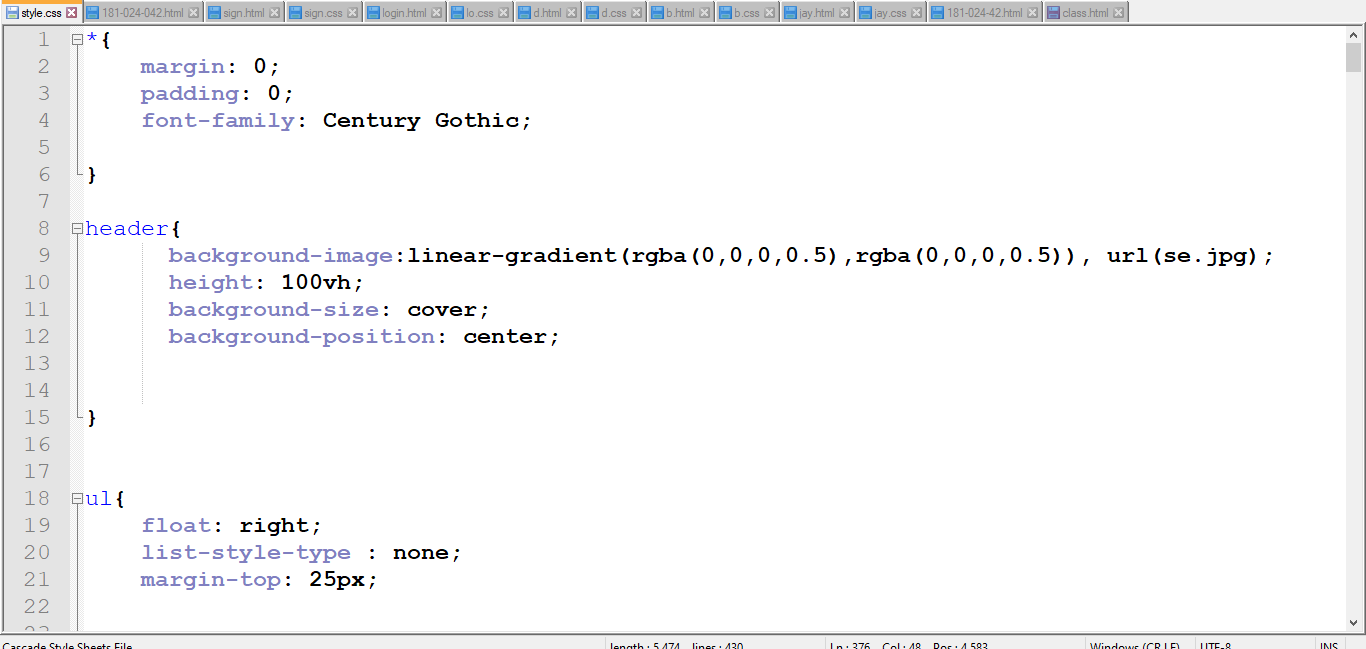 style.css 181-024-042.html sign.html sign.css login.html lo.css d.html d.css b.html b.css jay.html jay.css 181-024-42.html class.html
1 *{
2 margin: 0;
3 padding: 0;
4 font-family: Century Gothic;
5
6 }
7
8 header{
9 background-image:linear-gradient(rgba(0,0,0,0.5),rgba(0,0,0,0.5)), url(se.jpg);
10 height: 100vh;
11 background-size: cover;
12 background-position: center;
13
14
15 }
16
17
18 ul{
19 float: right;
20 list-style-type : none;
21 margin-top: 25px;
22
23
Cascade Style Sheets File length : 5,474 lines : 430 Ln : 376 Col : 48 Pos : 4,583 Windows (CR LF) UTF-8 INS